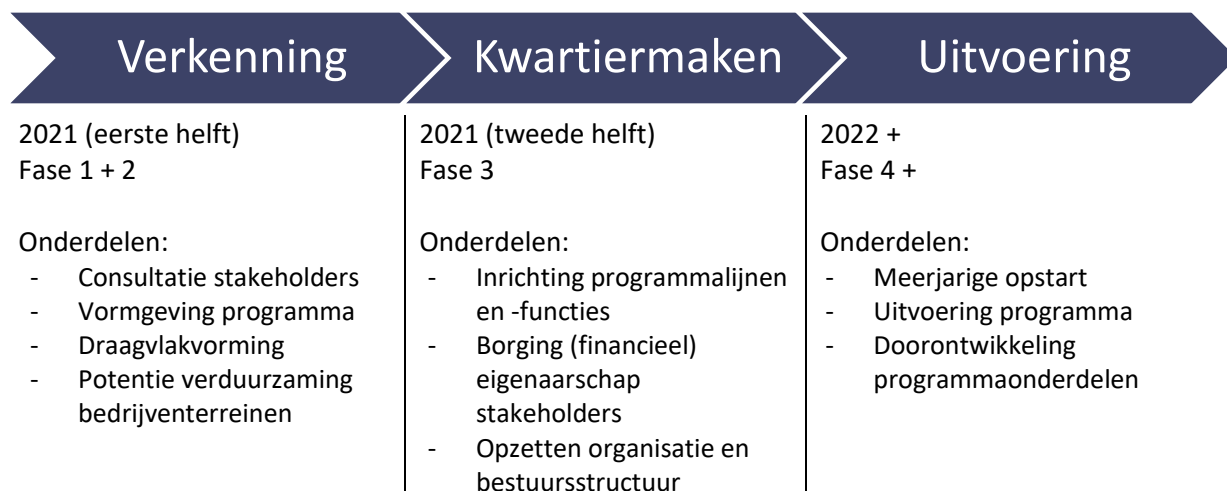 Verkenning
Kwartiermaken
Uitvoering
2021 (eerste helft)
Fase 1 + 2
Onderdelen:
- Consultatie stakeholders
- Vormgeving programma
- Draagvlakvorming
- Potentie verduurzaming
bedrijventerreinen
2021 (tweede helft)
Fase 3
Onderdelen:
- Inrichting programmalijnen
en -functies
- Borging (financieel)
eigenaarschap
stakeholders
- Opzetten organisatie en
bestuursstructuur
2022 +
Fase 4 +
Onderdelen:
- Meerjarige opstart
- Uitvoering programma
- Doorontwikkeling
programmaonderdelen